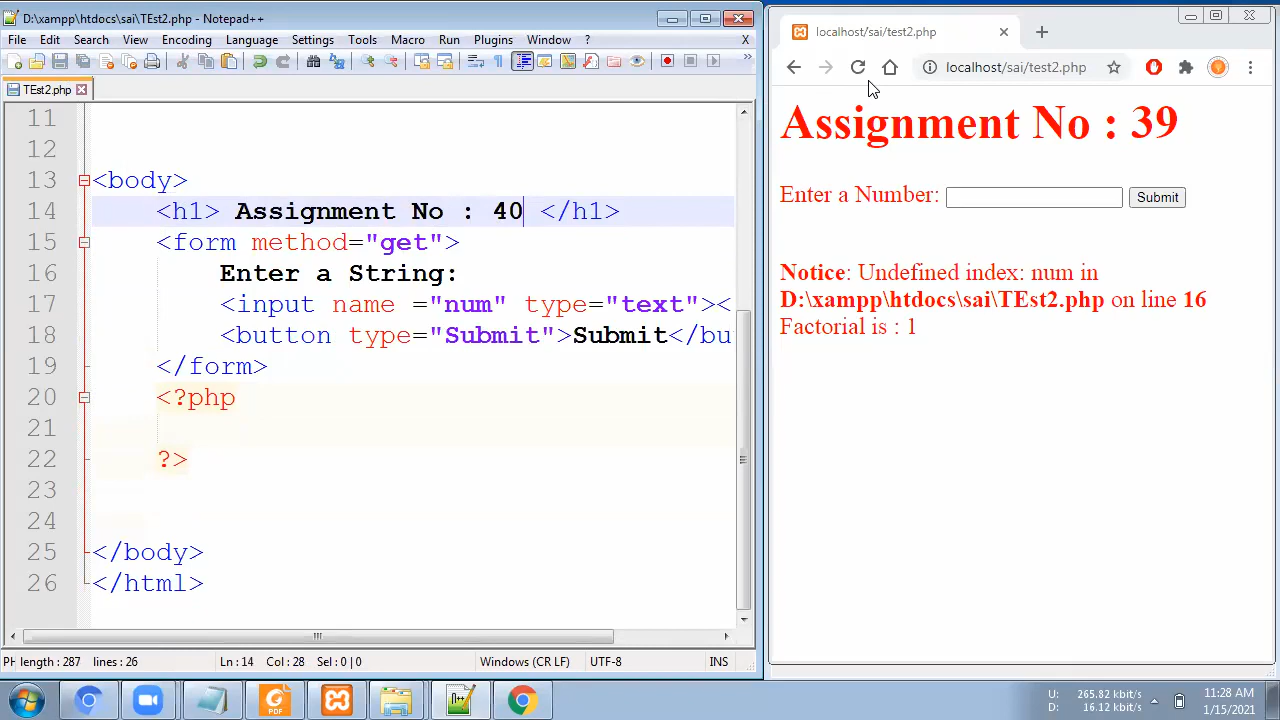 D:\xampp\htdocs\sai\TEst2.php - Notepad++
File Edit Search View Encoding Language Settings Tools Macro Run Plugins Window ? X
TEst2.php
11
12
13 <body>
14 <h1> Assignment No : 40 </h1>
15 <form method="get">
16 Enter a String:
17 <input name ="num" type="text"><
18 <button type="Submit">Submit</bu
19 </form>
20 <?php
21
22 ?>
23
24
25 </body>
26 </html>
PH length : 287 lines : 26 Ln : 14 Col : 28 Sel : 0 | 0 Windows (CR LF) UTF-8 INS
localhost/sai/test2.php
localhost/sai/test2.php
Assignment No : 39
Enter a Number: Submit
Notice: Undefined index: num in
D:\xampp\htdocs\sai\TEst2.php on line 16
Factorial is : 1
PDF
U: 265.82 kbit/s
D: 16.12 kbit/s
11:28 AM
1/15/2021